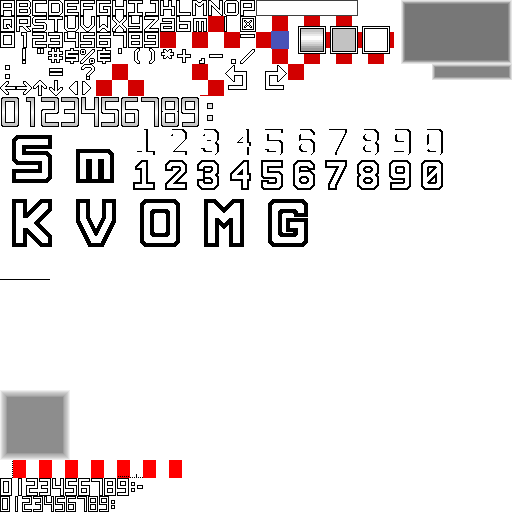 ABCDEFGHIJKLMNOP
QRSTUVWXYZabm
0123456789
!"#$%&'()*+,-./
:=?
←→↑↓◁▷
0123456789:
1234567890
S m 1234567890
K V O M G
0123456789:-
0123456789: